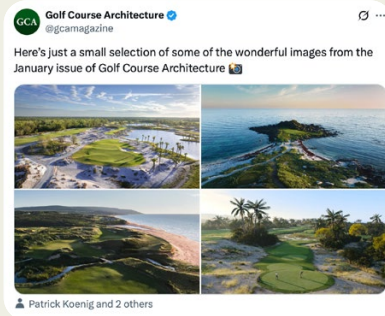 Golf Course Architecture
GCA
@gcamagazine
Here's just a small selection of some of the wonderful images from the
January issue of Golf Course Architecture
Patrick Koenig and 2 others